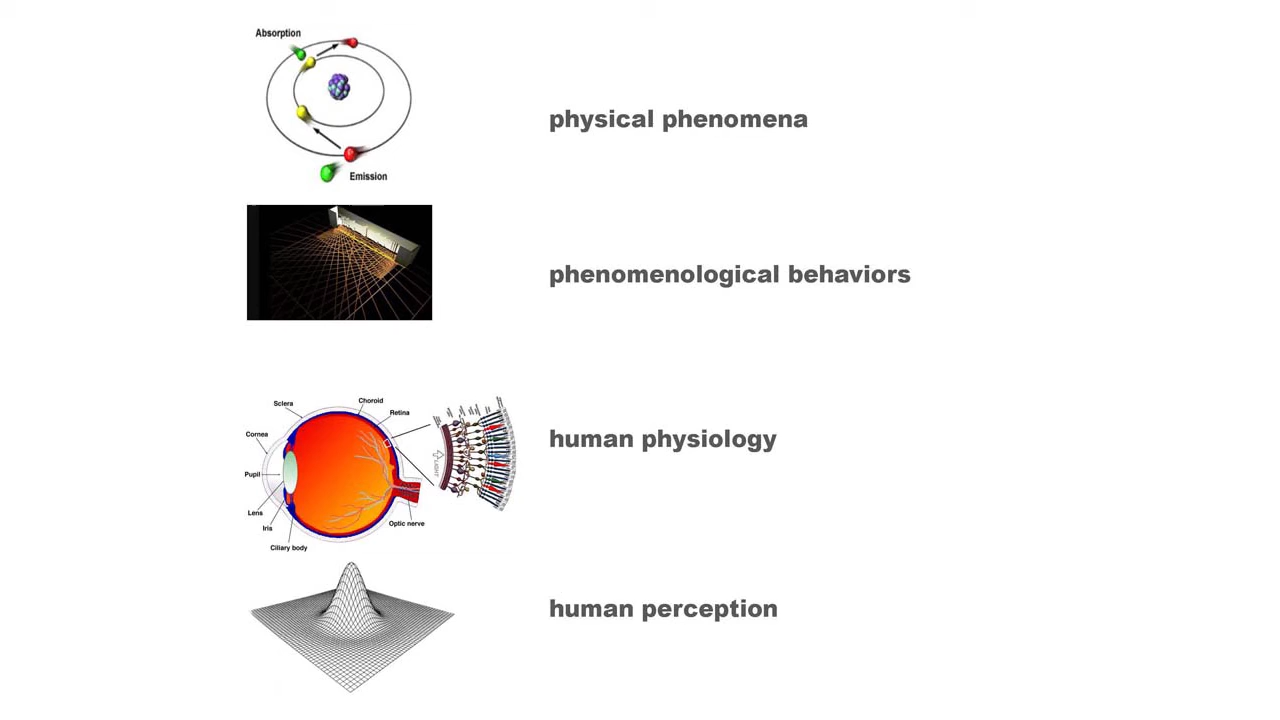 Absorption
Emission
physical phenomena
phenomenological behaviors
Sclera
Choroid
Retina
Cornea
Pupil
Lens
Iris
Ciliary body
Optic nerve
LIGHT
human physiology
human perception